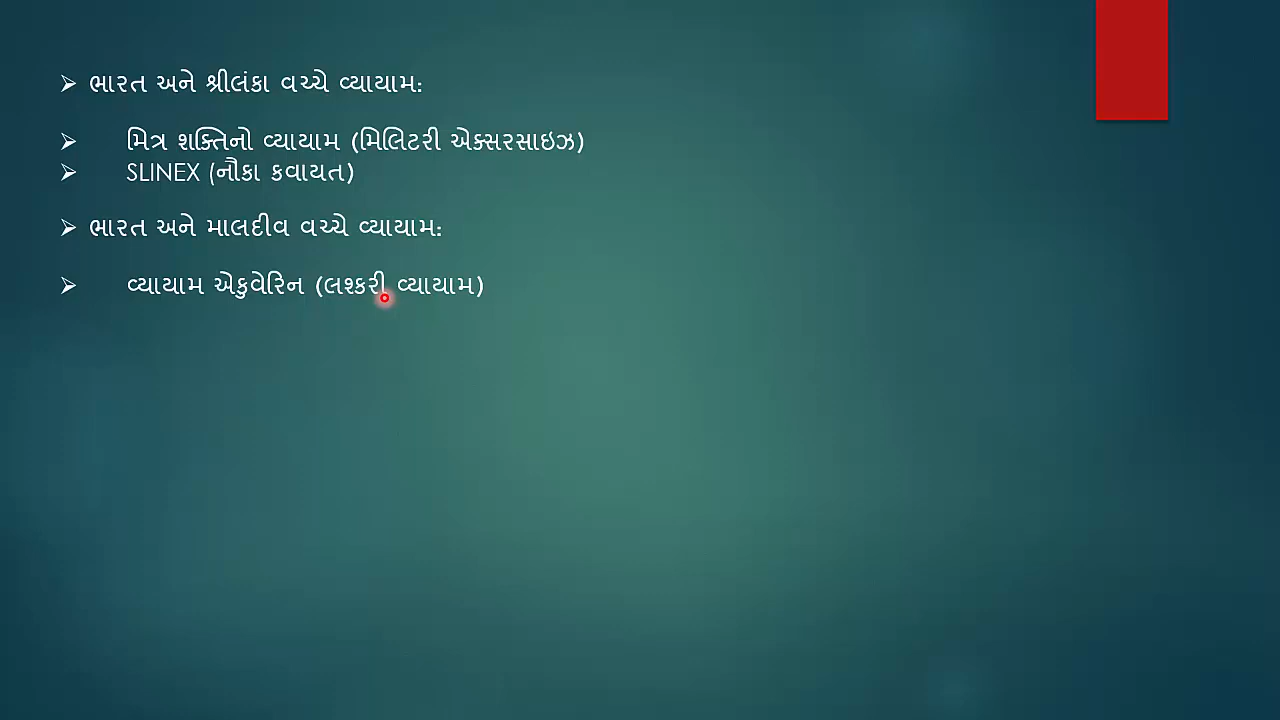 ➢ ભારત અને શ્રીલંકા વચ્ચે વ્યાયામ:
➢ મિત્ર શક્તિનો વ્યાયામ (મિલિટરી એક્સરસાઇઝ)
➢ SLINEX (નૌકા કવાયત)
➢ ભારત અને માલદીવ વચ્ચે વ્યાયામ:
➢ વ્યાયામ એકુવેરિન (લશ્કરી વ્યાયામ)